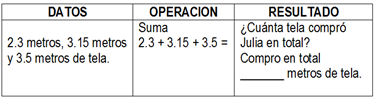 DATOS
OPERACION
RESULTADO
2.3 metros, 3.15 metros
y 3.5 metros de tela.
Suma
2.3 + 3.15 + 3.5 =
¿Cuánta tela compró
Julia en total?
Compro en total
_______ metros de tela.